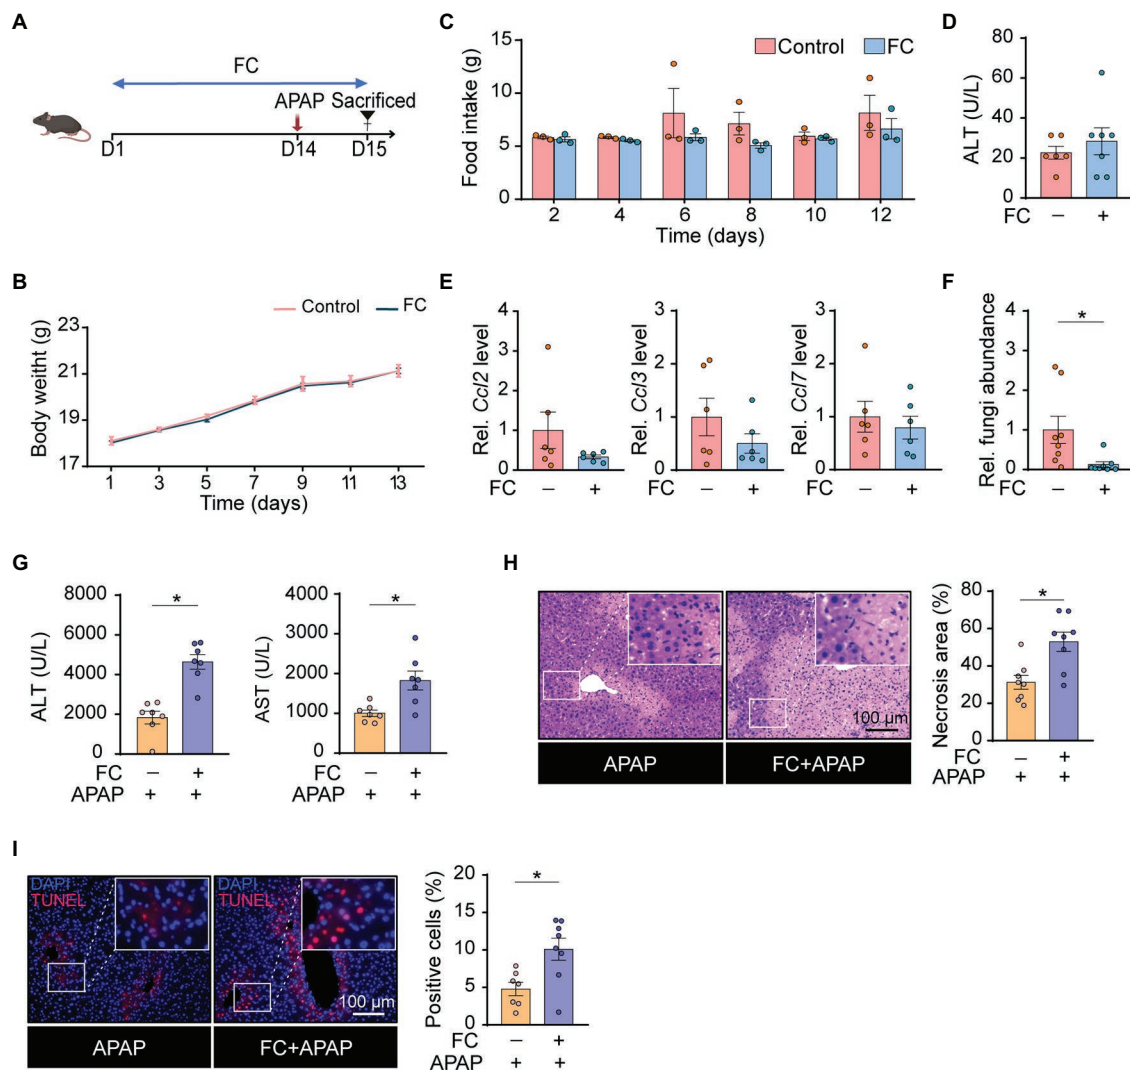 A
FC
APAP Sacrificed
D1 D14 D15
B
Control FC
Body weitht (g)
23
21
19
17
1 3 5 7 9 11 13
Time (days)
C
Control FC
Food intake (g)
15
10
5
0
2 4 6 8 10 12
Time (days)
D
ALT (U/L)
80
60
40
20
0
FC – +
E
Rel. Ccl2 level
4
3
2
1
0
FC – +
Rel. Ccl3 level
3
2
1
0
FC – +
Rel. Ccl7 level
3
2
1
0
FC – +
F
Rel. fungi abundance
4
3
2
1
0
*
FC – +
G
ALT (U/L)
8000
6000
4000
2000
0
*
FC – +
APAP + +
AST (U/L)
4000
3000
2000
1000
0
*
FC – +
APAP + +
H
100 µm
APAP FC+APAP
Necrosis area (%)
80
60
40
20
0
*
FC – +
APAP + +
I
DAPI
TUNEL
DAPI
TUNEL
100 µm
APAP FC+APAP
Positive cells (%)
20
15
10
5
0
*
FC – +
APAP + +